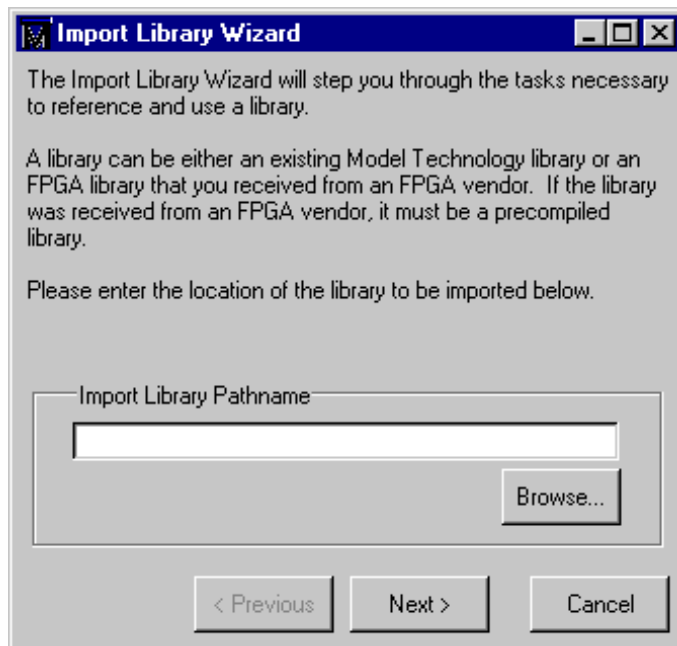 Import Library Wizard
The Import Library Wizard will step you through the tasks necessary
to reference and use a library.
A library can be either an existing Model Technology library or an
FPGA library that you received from an FPGA vendor.  If the library
was received from an FPGA vendor, it must be a precompiled
library.
Please enter the location of the library to be imported below.
Import Library Pathname
Browse...
< Previous
Next >
Cancel